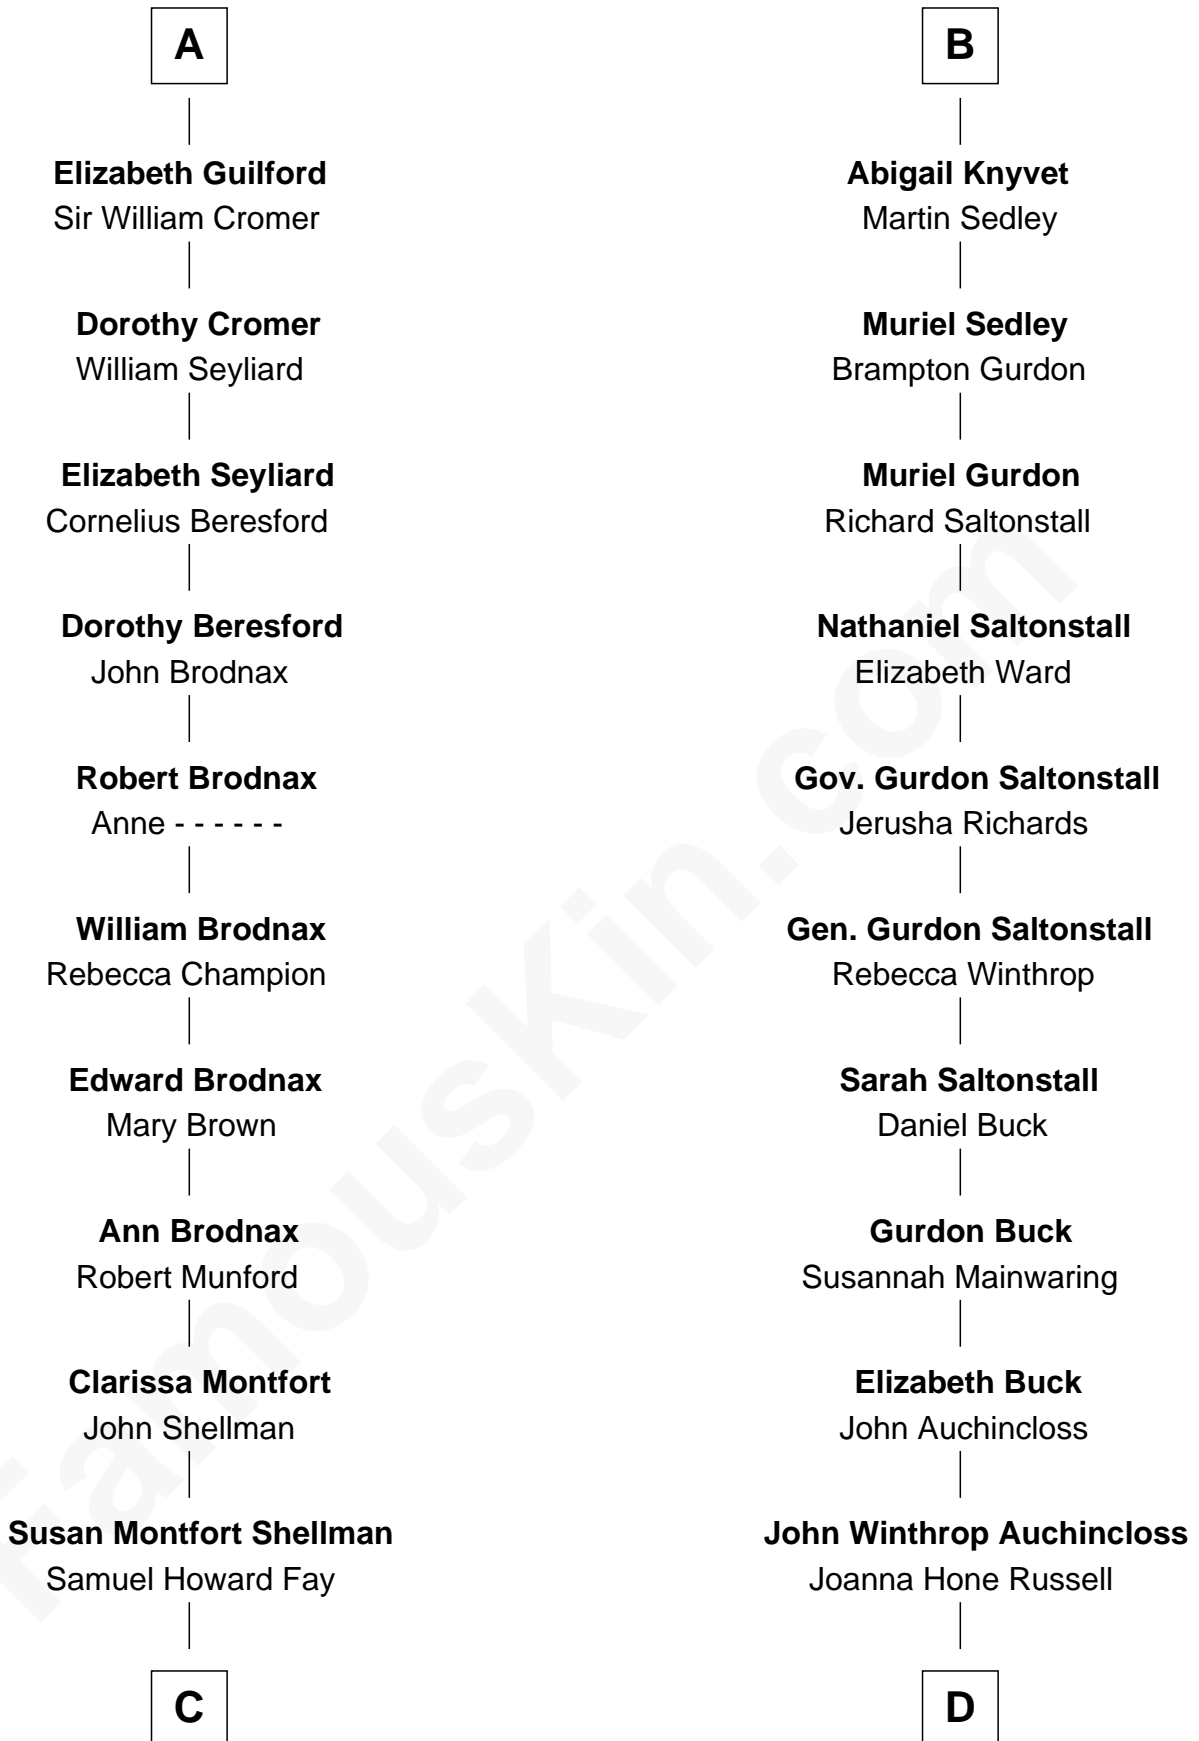 A
Elizabeth Guilford
Sir William Cromer
Dorothy Cromer
William Seyliard
Elizabeth Seyliard
Cornelius Beresford
Dorothy Beresford
John Brodnax
Robert Brodnax
Anne - - - - - -
William Brodnax
Rebecca Champion
Edward Brodnax
Mary Brown
Ann Brodnax
Robert Munford
Clarissa Montfort
John Shellman
Susan Montfort Shellman
Samuel Howard Fay
C
B
Abigail Knyvet
Martin Sedley
Muriel Sedley
Brampton Gurdon
Muriel Gurdon
Richard Saltonstall
Nathaniel Saltonstall
Elizabeth Ward
Gov. Gurdon Saltonstall
Jerusha Richards
Gen. Gurdon Saltonstall
Rebecca Winthrop
Sarah Saltonstall
Daniel Buck
Gurdon Buck
Susannah Mainwaring
Elizabeth Buck
John Auchincloss
John Winthrop Auchincloss
Joanna Hone Russell
D
famouskin.com